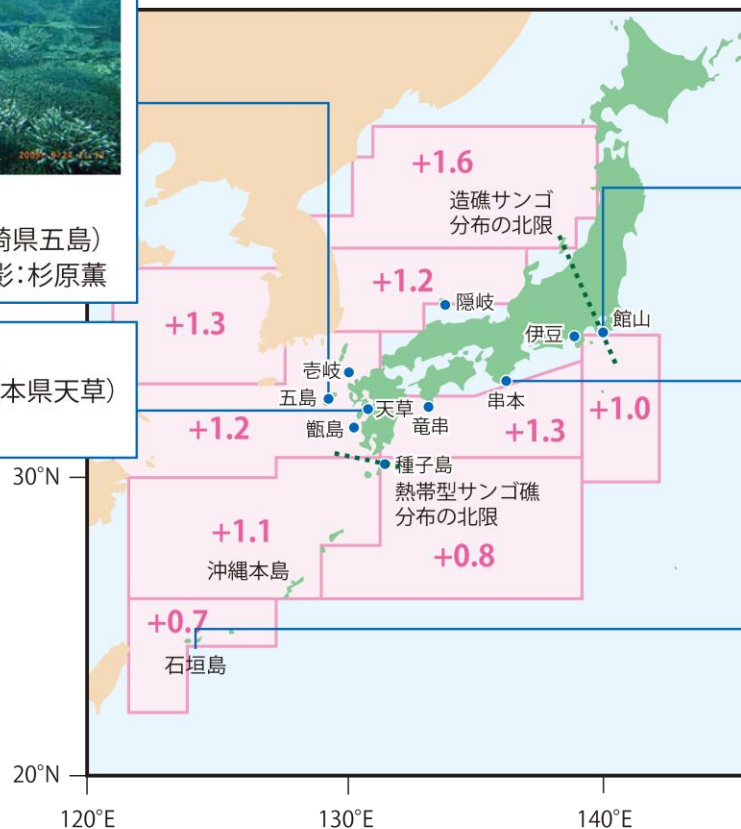 崎県五島)
影:杉原薫
本県天草)
+1.6
造礁サンゴ
分布の北限
+1.2
隠岐
+1.3
伊豆
館山
壱岐
五島
天草
串本
+1.0
+1.2
甑島
竜串
+1.3
30°N
種子島
熱帯型サンゴ礁
分布の北限
+1.1
+0.8
沖縄本島
+0.7
石垣島
20°N
120°E
130°E
140°E